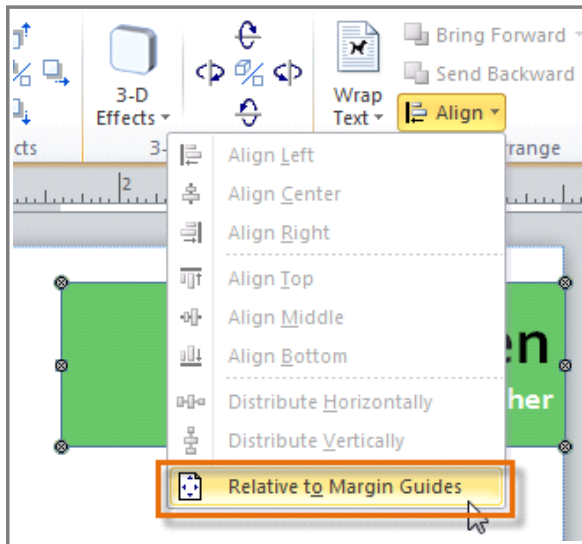 Bring Forward
Send Backward
3-D
Effects
Wrap
Text
Align
cts
3-
range
2
Align Left
Align Center
Align Right
Align Top
Align Middle
en
Align Bottom
Distribute Horizontally
her
Distribute Vertically
Relative to Margin Guides